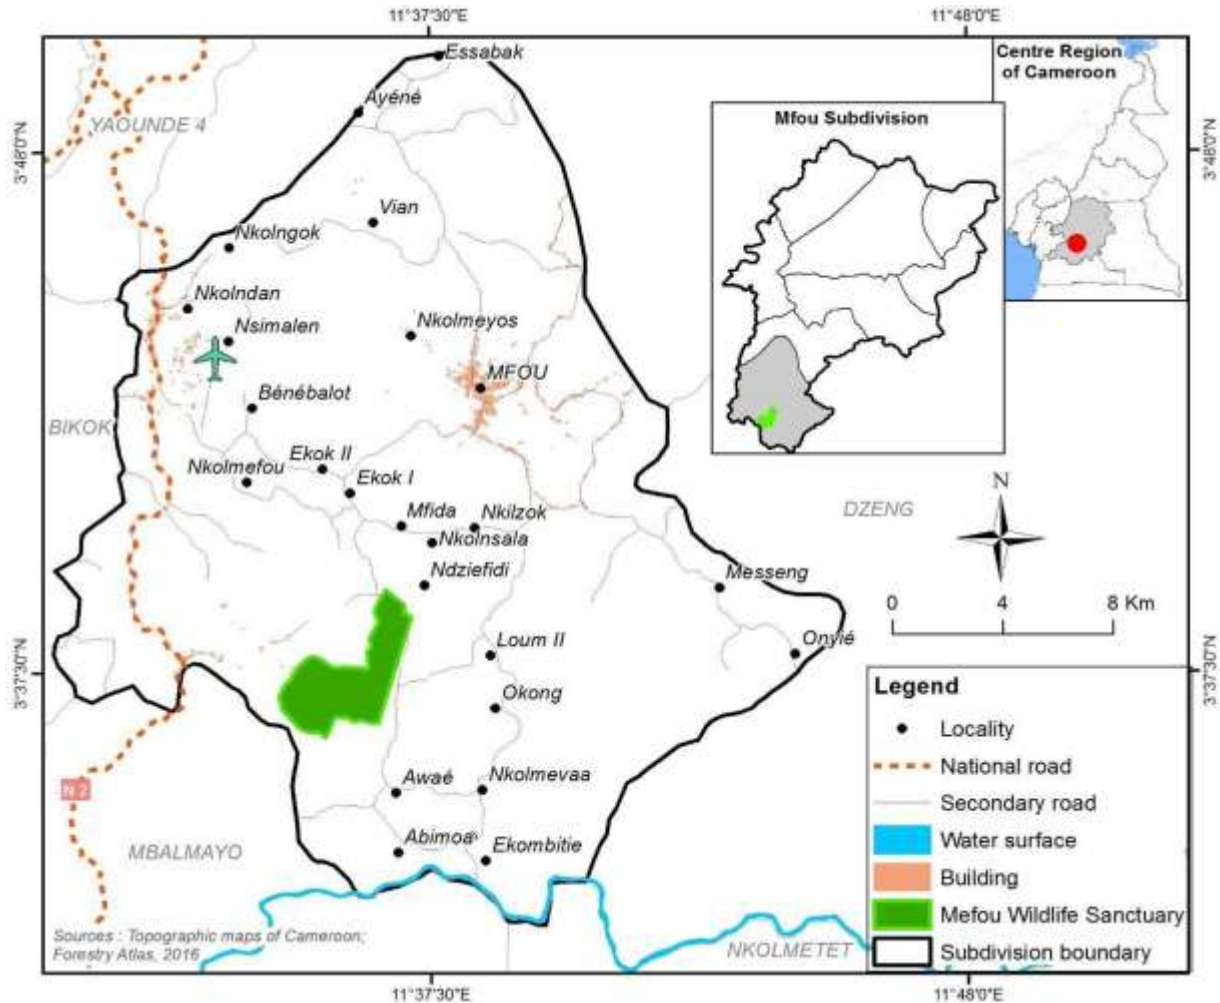 11°37'30"E
11°48'0"E
3°48'0"N
3°48'0"N
Centre Region
of Cameroon
Mfou Subdivision
Essabak
Ayéné
YAOUNDE 4
Vian
Nkolngok
Nkolndan
Nsimalen
Nkolmeyos
MFOU
Bénébalot
BIKOK
Ekok II
Nkolmefou
Ekok I
Mfida
Nkilzok
Nkolnsala
Ndziefidi
DZENG
N
Messeng
0
4
8 Km
Onyié
Loum II
3°37'30"N
3°37'30"N
Okong
Awaé
Nkolmevaa
N 2
Abimoa
Ekombitie
MBALMAYO
NKOLMETET
Legend
Locality
National road
Secondary road
Water surface
Building
Mefou Wildlife Sanctuary
Subdivision boundary
Sources : Topographic maps of Cameroon;
Forestry Atlas, 2016
11°37'30"E
11°48'0"E